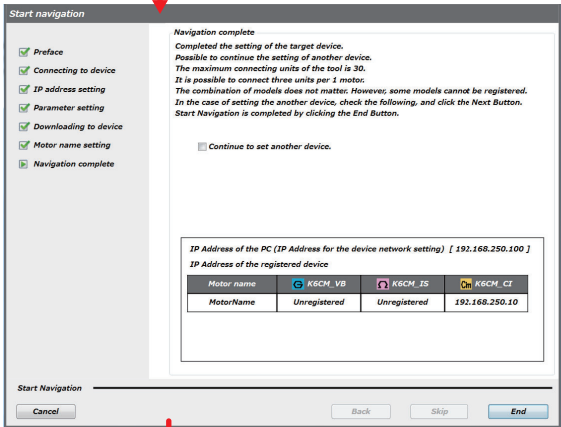 Start navigation
Preface
Connecting to device
IP address setting
Parameter setting
Downloading to device
Motor name setting
Navigation complete
Navigation complete
Completed the setting of the target device.
Possible to continue the setting of another device.
The maximum connecting units of the tool is 30.
It is possible to connect three units per 1 motor.
The combination of models does not matter. However, some models cannot be registered.
In the case of setting the another device, check the following, and click the Next Button.
Start Navigation is completed by clicking the End Button.
Continue to set another device.
IP Address of the PC (IP Address for the device network setting) [ 192.168.250.100 ]
IP Address of the registered device
Motor name G K6CM_VB Ω K6CM_IS Cm K6CM_CI
MotorName Unregistered Unregistered 192.168.250.10
Start Navigation
Cancel Back Skip End